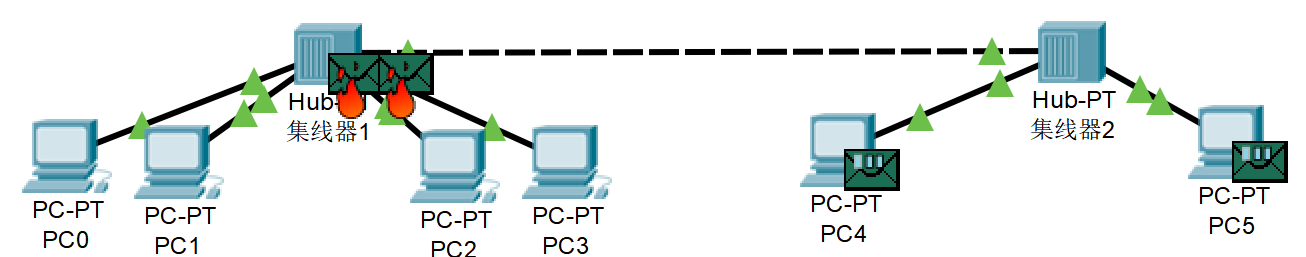 Hub-PT
集线器1
Hub-PT
集线器2
PC-PT
PC0
PC-PT
PC1
PC-PT
PC2
PC-PT
PC3
PC-PT
PC4
PC-PT
PC5